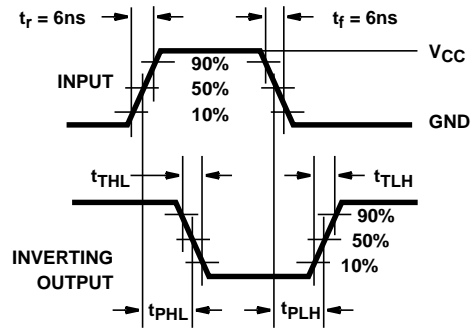 tr = 6ns
tf = 6ns
VCC
90%
INPUT
50%
10%
GND
tTHL
tTLH
90%
50%
INVERTING
OUTPUT
10%
tPHL
tPLH